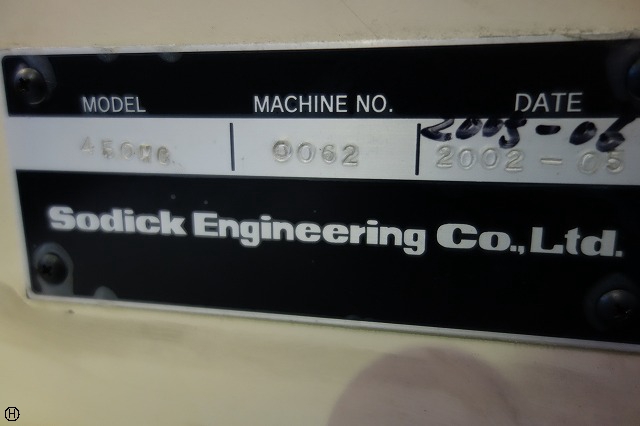 MODEL MACHINE NO. DATE
2005-06
9062 2002-05
Sodick Engineering Co., Ltd.
H